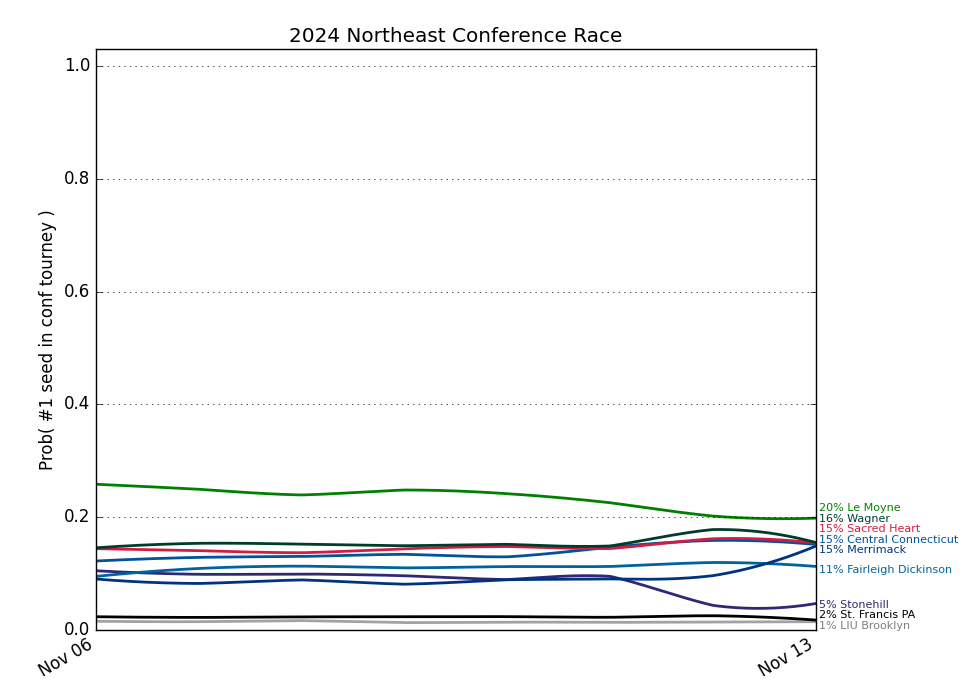 2024 Northeast Conference Race
Prob( #1 seed in conf tourney )
1.0
0.8
0.6
0.4
0.2
0.0
Nov 06
Nov 13
20% Le Moyne
16% Wagner
15% Sacred Heart
15% Central Connecticut
15% Merrimack
11% Fairleigh Dickinson
5% Stonehill
2% St. Francis PA
1% LIU Brooklyn